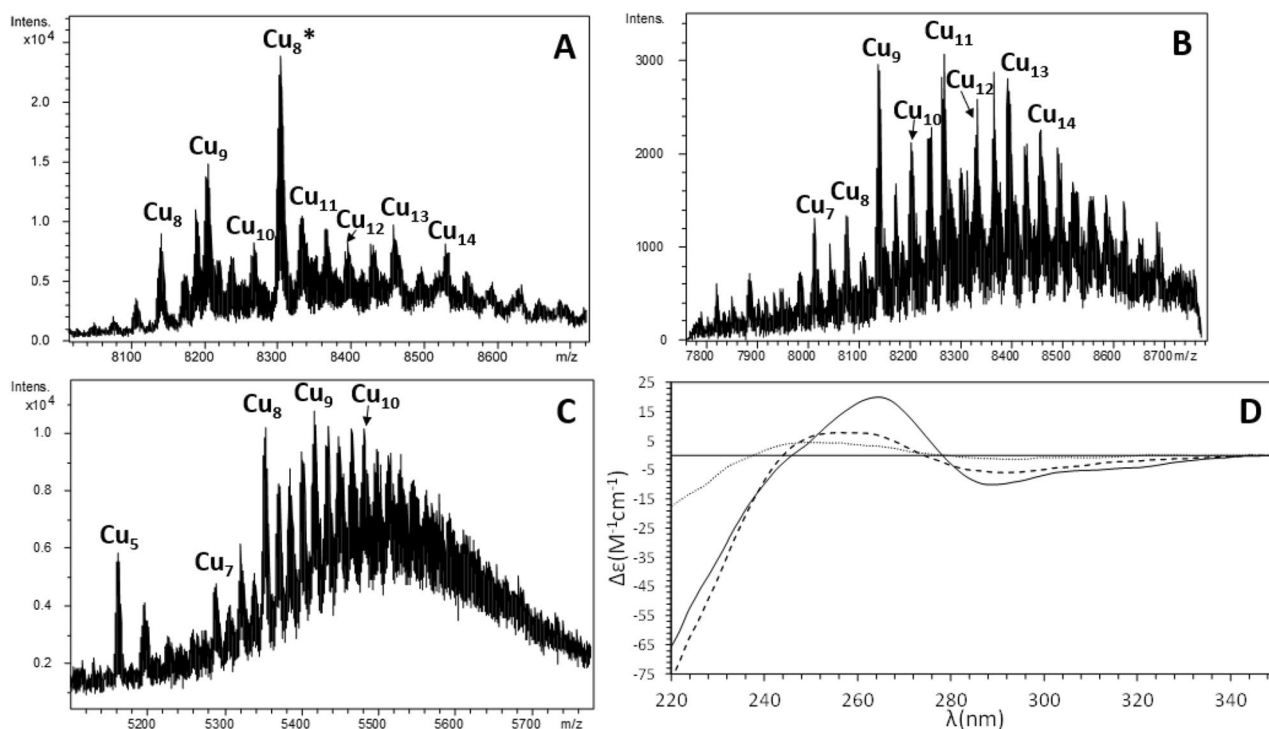 Intens.
x10⁴
A
Cu₈*
Cu₉
Cu₈
Cu₁₀
Cu₁₁
Cu₁₂
Cu₁₃
Cu₁₄
2.0
1.5
1.0
0.5
0.0
8100 8200 8300 8400 8500 8600 m/z
Intens.
B
Cu₁₁
Cu₉
Cu₁₃
Cu₁₂
Cu₁₀
Cu₁₄
Cu₇
Cu₈
3000
2000
1000
0
7800 7900 8000 8100 8200 8300 8400 8500 8600 8700 m/z
Intens.
x10⁴
C
Cu₈
Cu₉
Cu₁₀
Cu₅
Cu₇
1.0
0.8
0.6
0.4
0.2
5200 5300 5400 5500 5600 5700 m/z
D
25
15
5
-5
-15
-25
-35
-45
-55
-65
-75
Δε(M⁻¹cm⁻¹)
220 240 260 280 300 320 340
λ(nm)